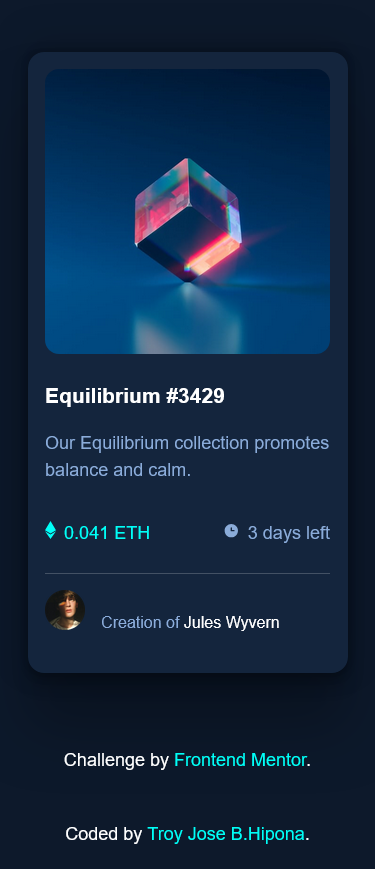 Equilibrium #3429
Our Equilibrium collection promotes
balance and calm.
0.041 ETH
3 days left
Creation of Jules Wyvern
Challenge by Frontend Mentor.
Coded by Troy Jose B.Hipona.